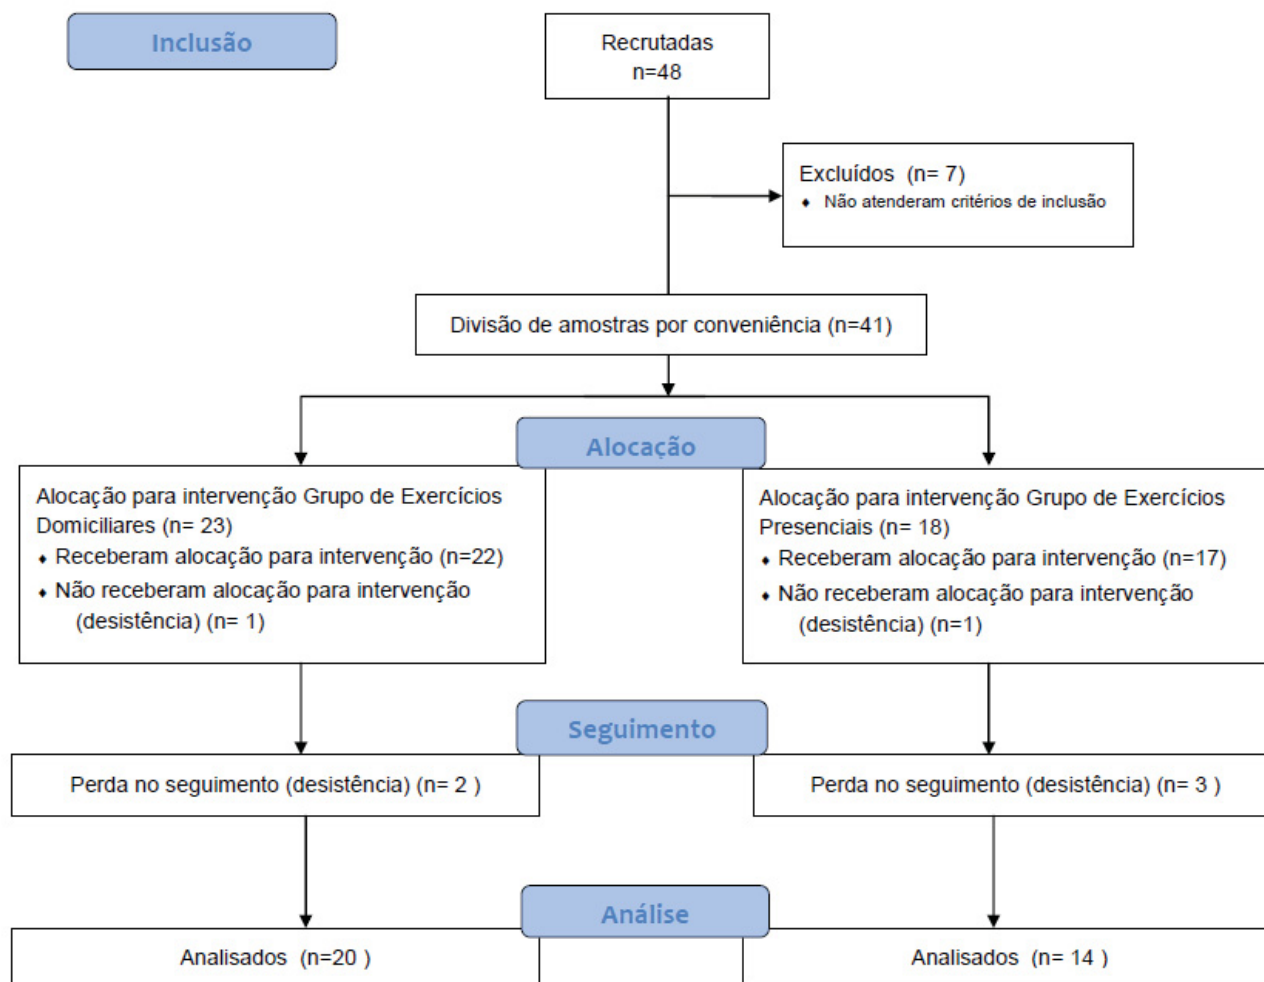 Inclusão
Recrutadas
n=48
Excluídos (n= 7)
♦ Não atenderam critérios de inclusão
Divisão de amostras por conveniência (n=41)
Alocação
Alocação para intervenção Grupo de Exercícios
Domiciliares (n= 23)
♦ Receberam alocação para intervenção (n=22)
♦ Não receberam alocação para intervenção
(desistência) (n= 1)
Alocação para intervenção Grupo de Exercícios
Presenciais (n= 18)
♦ Receberam alocação para intervenção (n=17)
♦ Não receberam alocação para intervenção
(desistência) (n=1)
Seguimento
Perda no seguimento (desistência) (n= 2 )
Perda no seguimento (desistência) (n= 3 )
Análise
Analisados (n=20 )
Analisados (n= 14 )